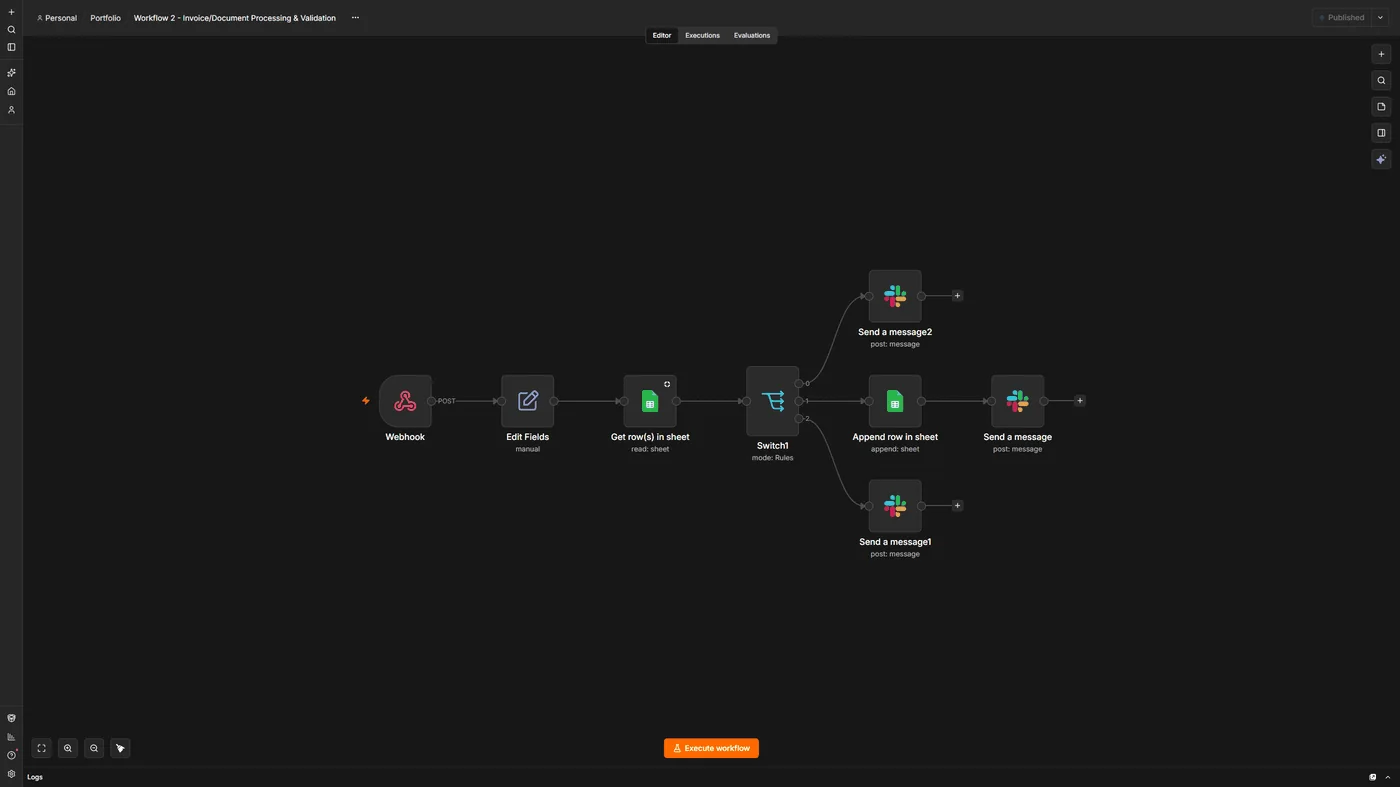 Personal
Portfolio
Workflow 2 - Invoice/Document Processing & Validation
...
Published
Editor
Executions
Evaluations
Send a message2
post: message
0
POST
1
2
Webhook
Edit Fields
manual
Get row(s) in sheet
read: sheet
Switch1
mode: Rules
Append row in sheet
append: sheet
Send a message
post: message
Send a message1
post: message
Execute workflow
Logs